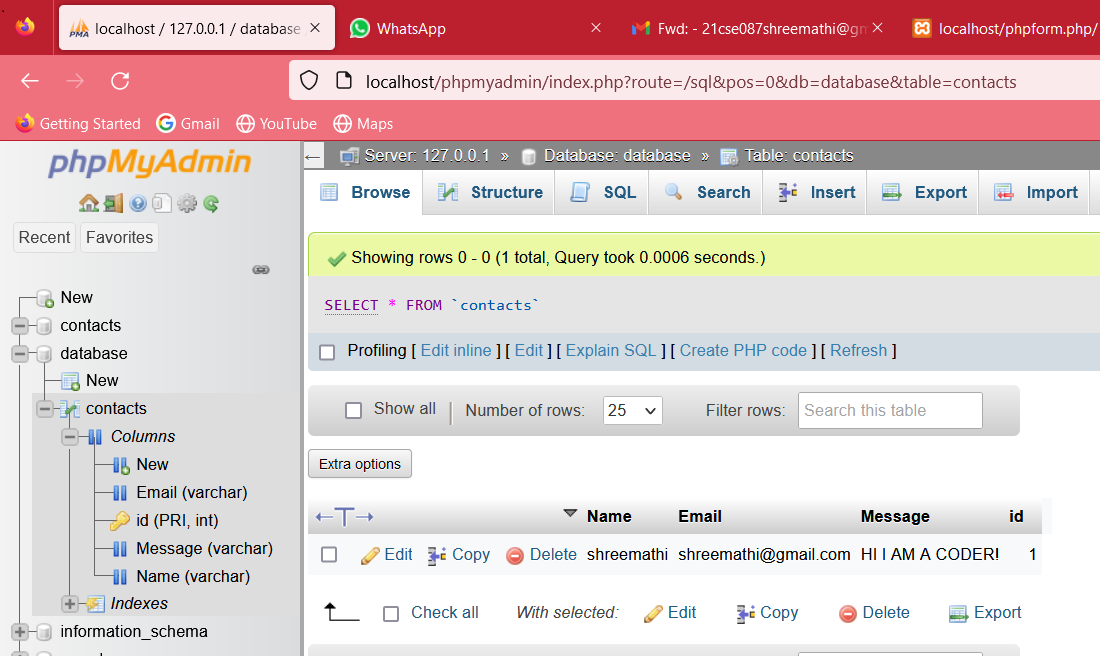 localhost / 127.0.0.1 / database
WhatsApp
Fwd: - 21cse087shreemathi@gm
localhost/phpform.php/
localhost/phpmyadmin/index.php?route=/sql&pos=0&db=database&table=contacts
Getting Started Gmail YouTube Maps
phpMyAdmin
Recent Favorites
New
contacts
database
New
contacts
Columns
New
Email (varchar)
id (PRI, int)
Message (varchar)
Name (varchar)
Indexes
information_schema
Server: 127.0.0.1 » Database: database » Table: contacts
Browse Structure SQL Search Insert Export Import
Showing rows 0 - 0 (1 total, Query took 0.0006 seconds.)
SELECT * FROM `contacts`
Profiling [ Edit inline ] [ Edit ] [ Explain SQL ] [ Create PHP code ] [ Refresh ]
Show all Number of rows: 25 Filter rows: Search this table
Extra options
Name Email Message id
Edit Copy Delete shreemathi shreemathi@gmail.com HI I AM A CODER! 1
Check all With selected: Edit Copy Delete Export